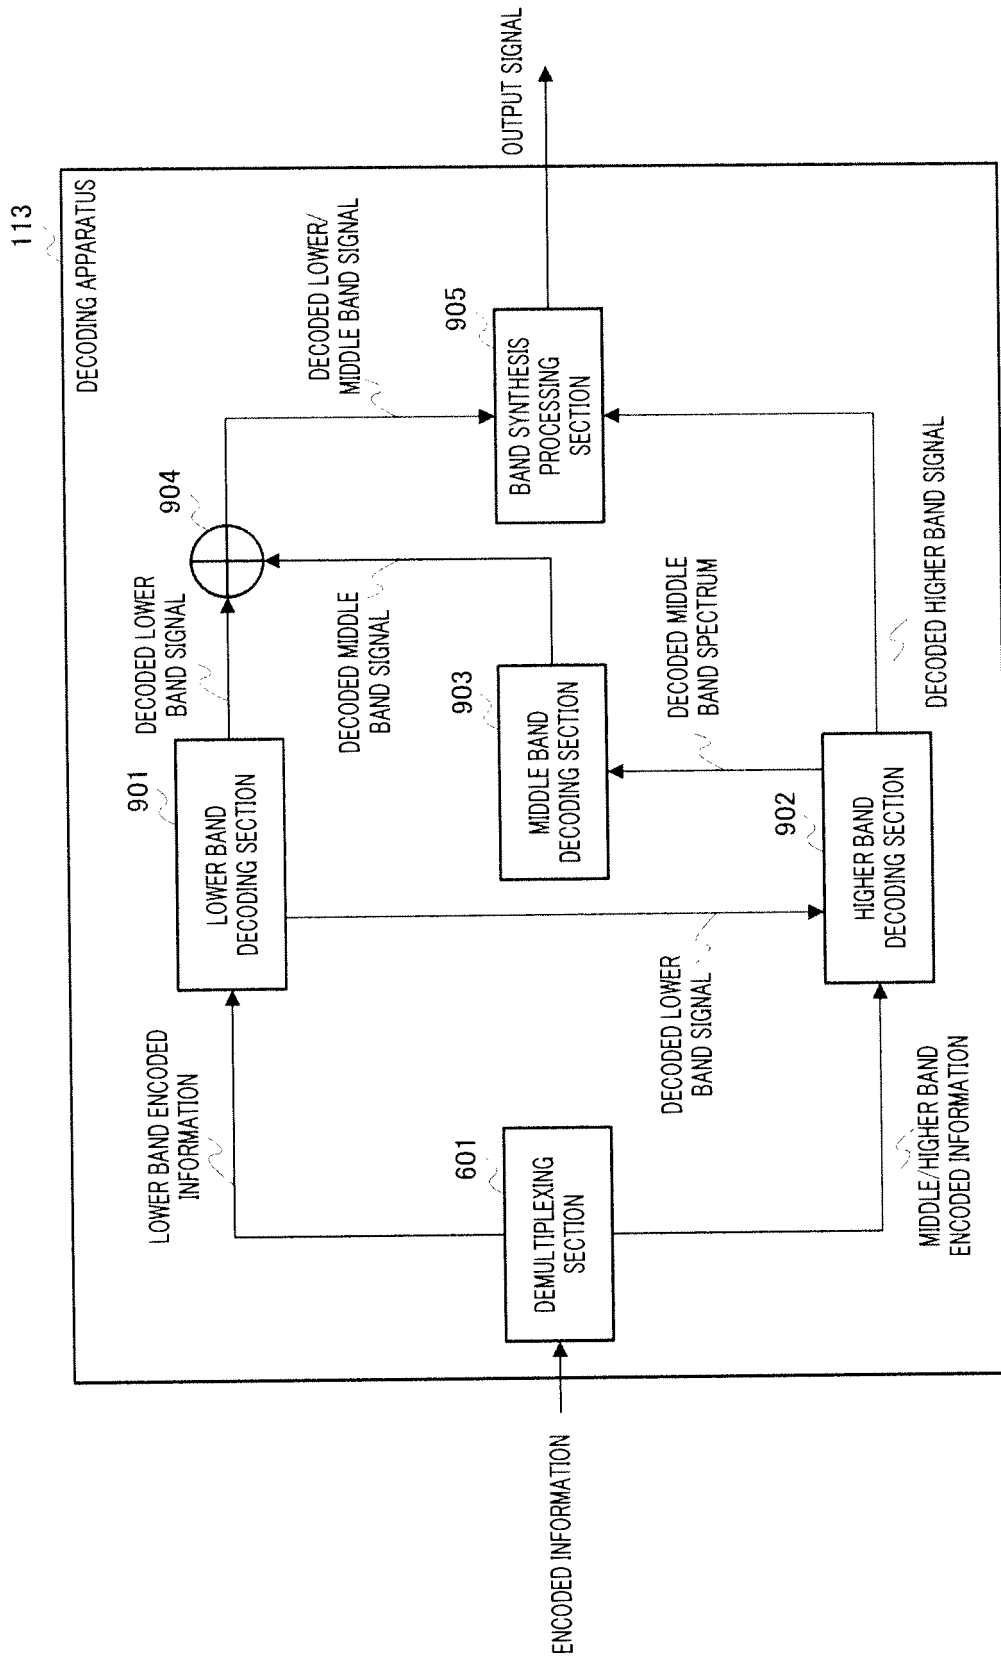 113
DECODING APPARATUS
ENCODED INFORMATION
601
DEMULTIPLEXING
SECTION
LOWER BAND ENCODED
INFORMATION
MIDDLE/HIGHER BAND
ENCODED INFORMATION
901
LOWER BAND
DECODING SECTION
DECODED LOWER
BAND SIGNAL
902
HIGHER BAND
DECODING SECTION
DECODED LOWER
BAND SIGNAL
903
MIDDLE BAND
DECODING SECTION
DECODED MIDDLE
BAND SIGNAL
DECODED MIDDLE
BAND SPECTRUM
904
DECODED LOWER/
MIDDLE BAND SIGNAL
905
BAND SYNTHESIS
PROCESSING
SECTION
DECODED HIGHER BAND SIGNAL
OUTPUT SIGNAL